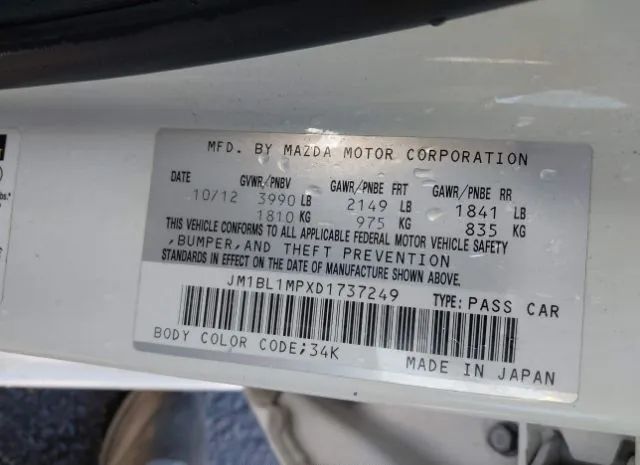 MFD. BY MAZDA MOTOR CORPORATION
DATE GVWR/PNBV GAWR/PNBE FRT GAWR/PNBE RR
10/12 3990 LB 2149 LB 1841 LB
1810 KG 975 KG 835 KG
THIS VEHICLE CONFORMS TO ALL APPLICABLE FEDERAL MOTOR VEHICLE SAFETY
,BUMPER,AND THEFT PREVENTION
STANDARDS IN EFFECT ON THE DATE OF MANUFACTURE SHOWN ABOVE.
JM1BL1MPXD1737249 TYPE: PASS CAR
BODY COLOR CODE;34K
MADE IN JAPAN